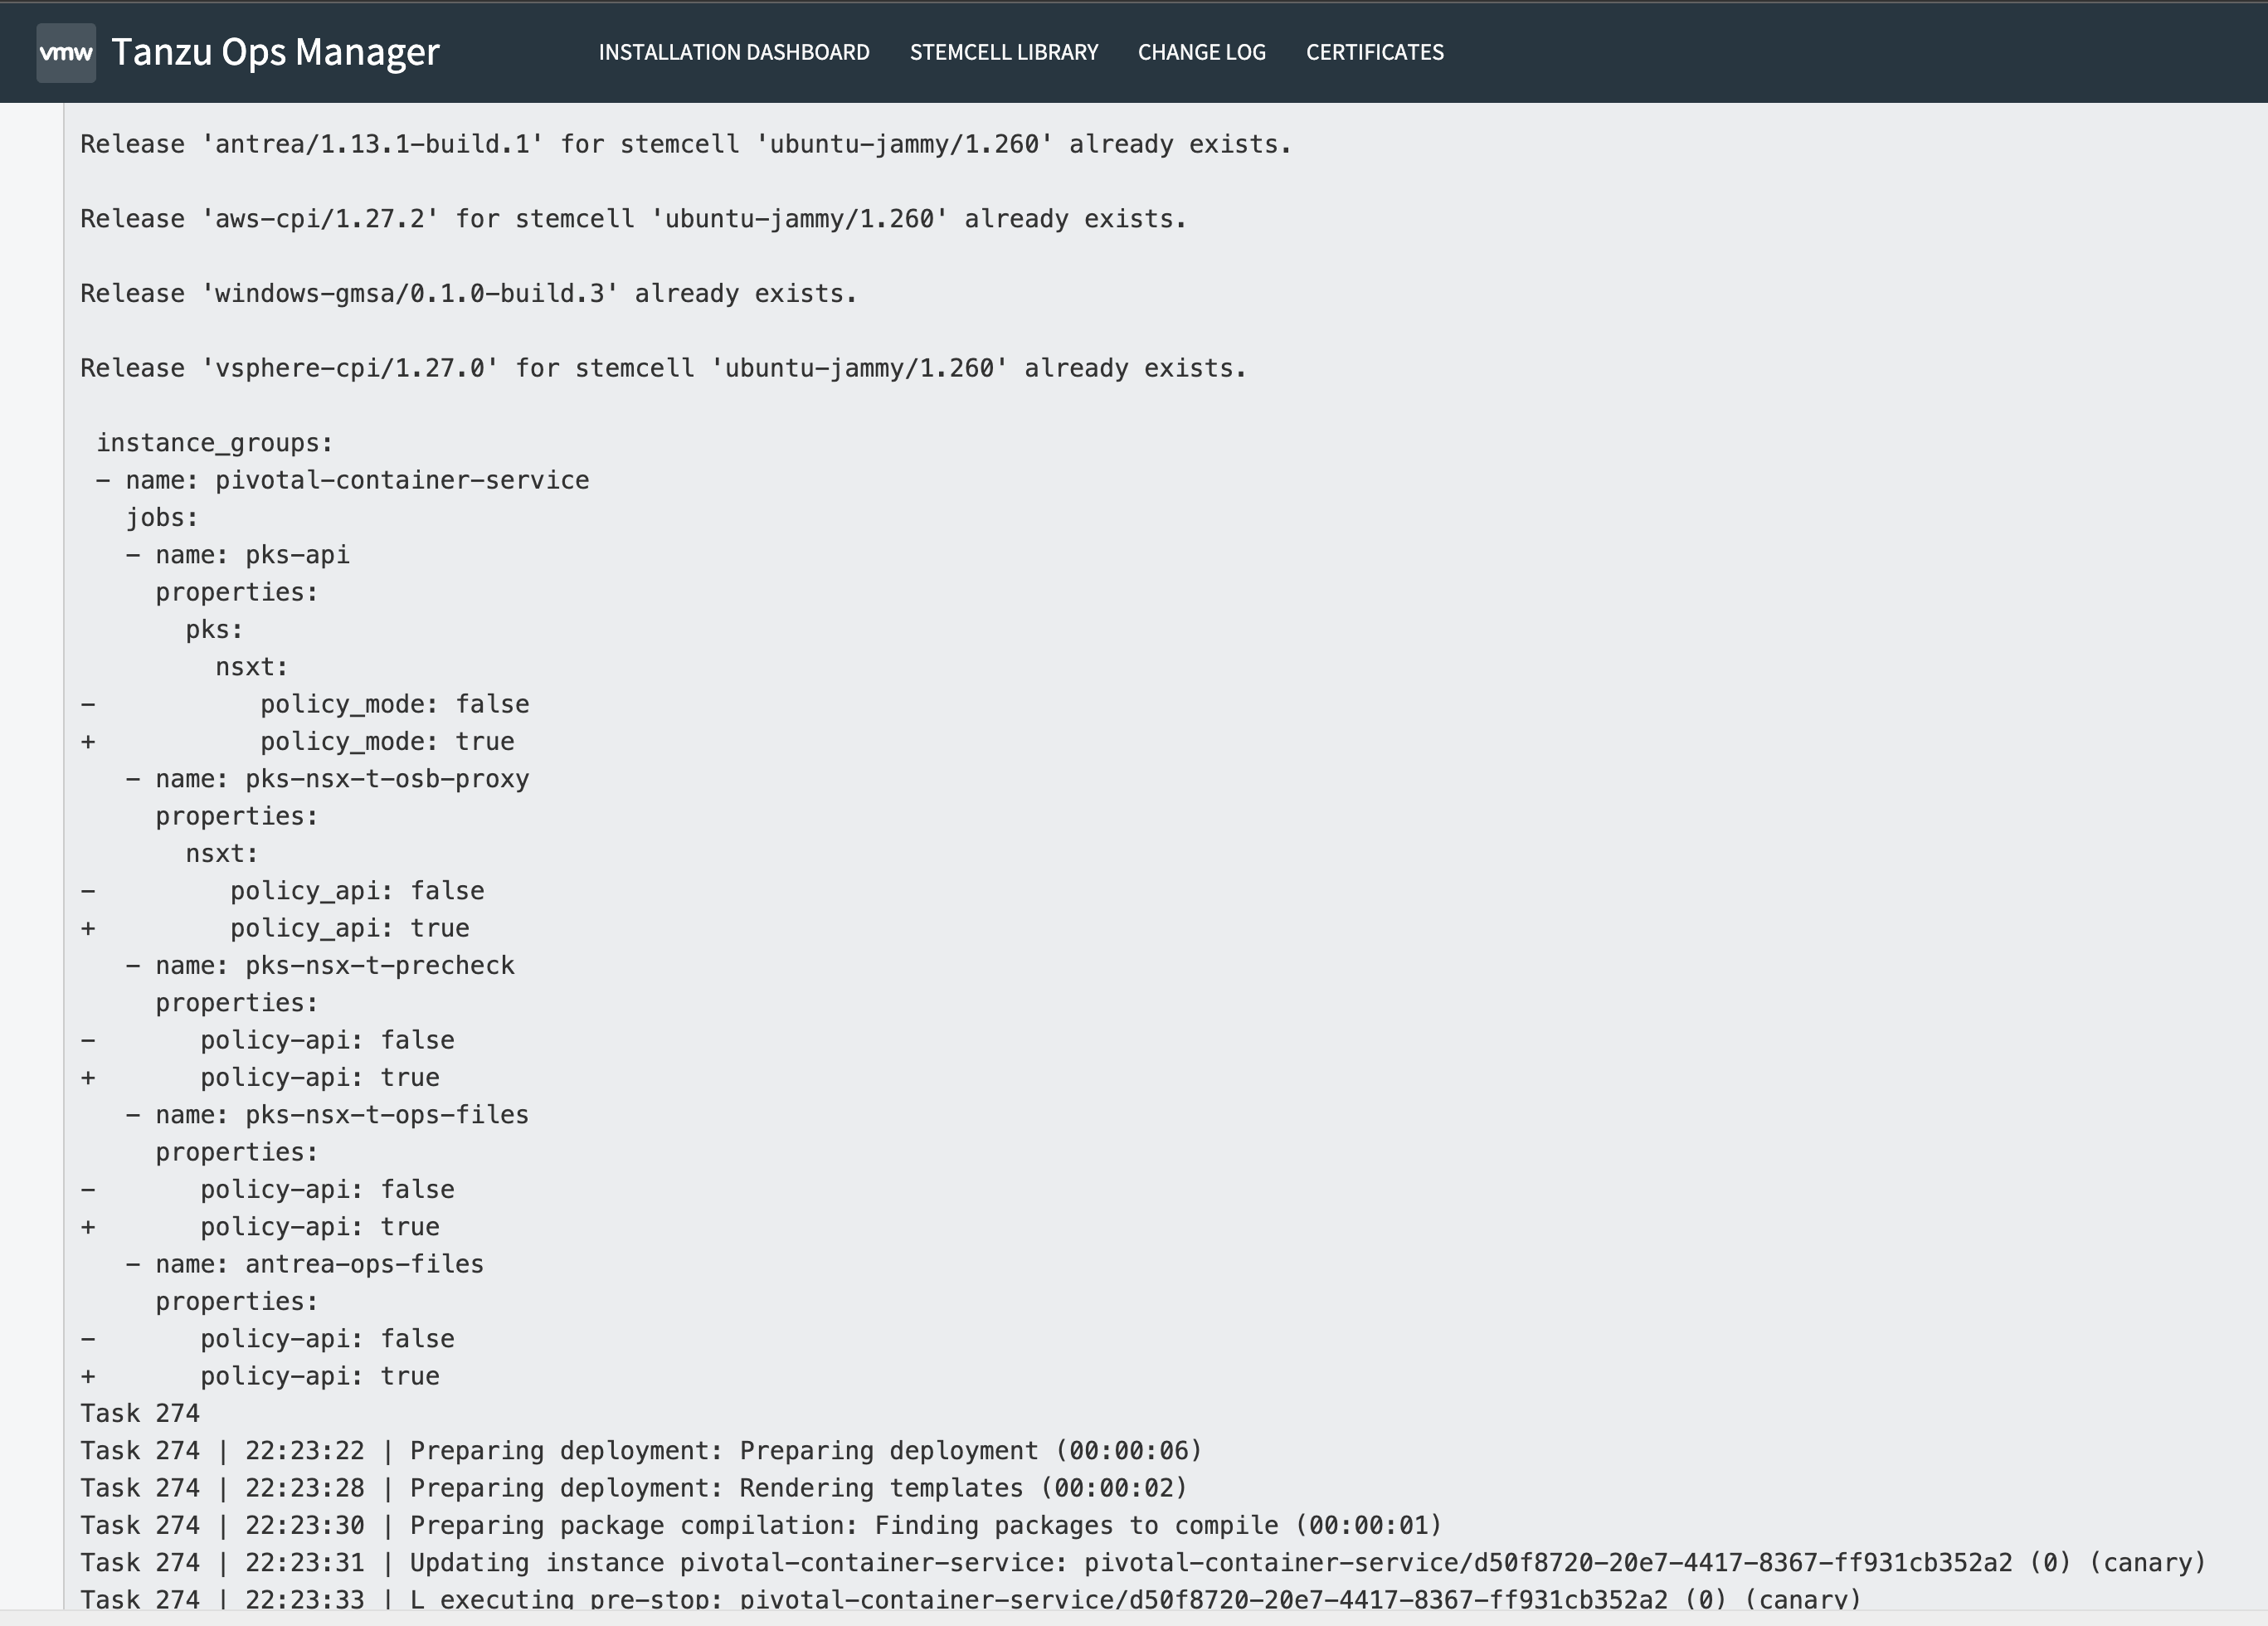 vmw Tanzu Ops Manager INSTALLATION DASHBOARD STEMCELL LIBRARY CHANGE LOG CERTIFICATES
Release 'antrea/1.13.1-build.1' for stemcell 'ubuntu-jammy/1.260' already exists.
Release 'aws-cpi/1.27.2' for stemcell 'ubuntu-jammy/1.260' already exists.
Release 'windows-gmsa/0.1.0-build.3' already exists.
Release 'vsphere-cpi/1.27.0' for stemcell 'ubuntu-jammy/1.260' already exists.
 instance_groups:
 - name: pivotal-container-service
   jobs:
   - name: pks-api
     properties:
       pks:
         nsxt:
-           policy_mode: false
+           policy_mode: true
   - name: pks-nsx-t-osb-proxy
     properties:
       nsxt:
-         policy_api: false
+         policy_api: true
   - name: pks-nsx-t-precheck
     properties:
-       policy-api: false
+       policy-api: true
   - name: pks-nsx-t-ops-files
     properties:
-       policy-api: false
+       policy-api: true
   - name: antrea-ops-files
     properties:
-       policy-api: false
+       policy-api: true
Task 274
Task 274 | 22:23:22 | Preparing deployment: Preparing deployment (00:00:06)
Task 274 | 22:23:28 | Preparing deployment: Rendering templates (00:00:02)
Task 274 | 22:23:30 | Preparing package compilation: Finding packages to compile (00:00:01)
Task 274 | 22:23:31 | Updating instance pivotal-container-service: pivotal-container-service/d50f8720-20e7-4417-8367-ff931cb352a2 (0) (canary)
Task 274 | 22:23:33 | L executing pre-stop: pivotal-container-service/d50f8720-20e7-4417-8367-ff931cb352a2 (0) (canary)